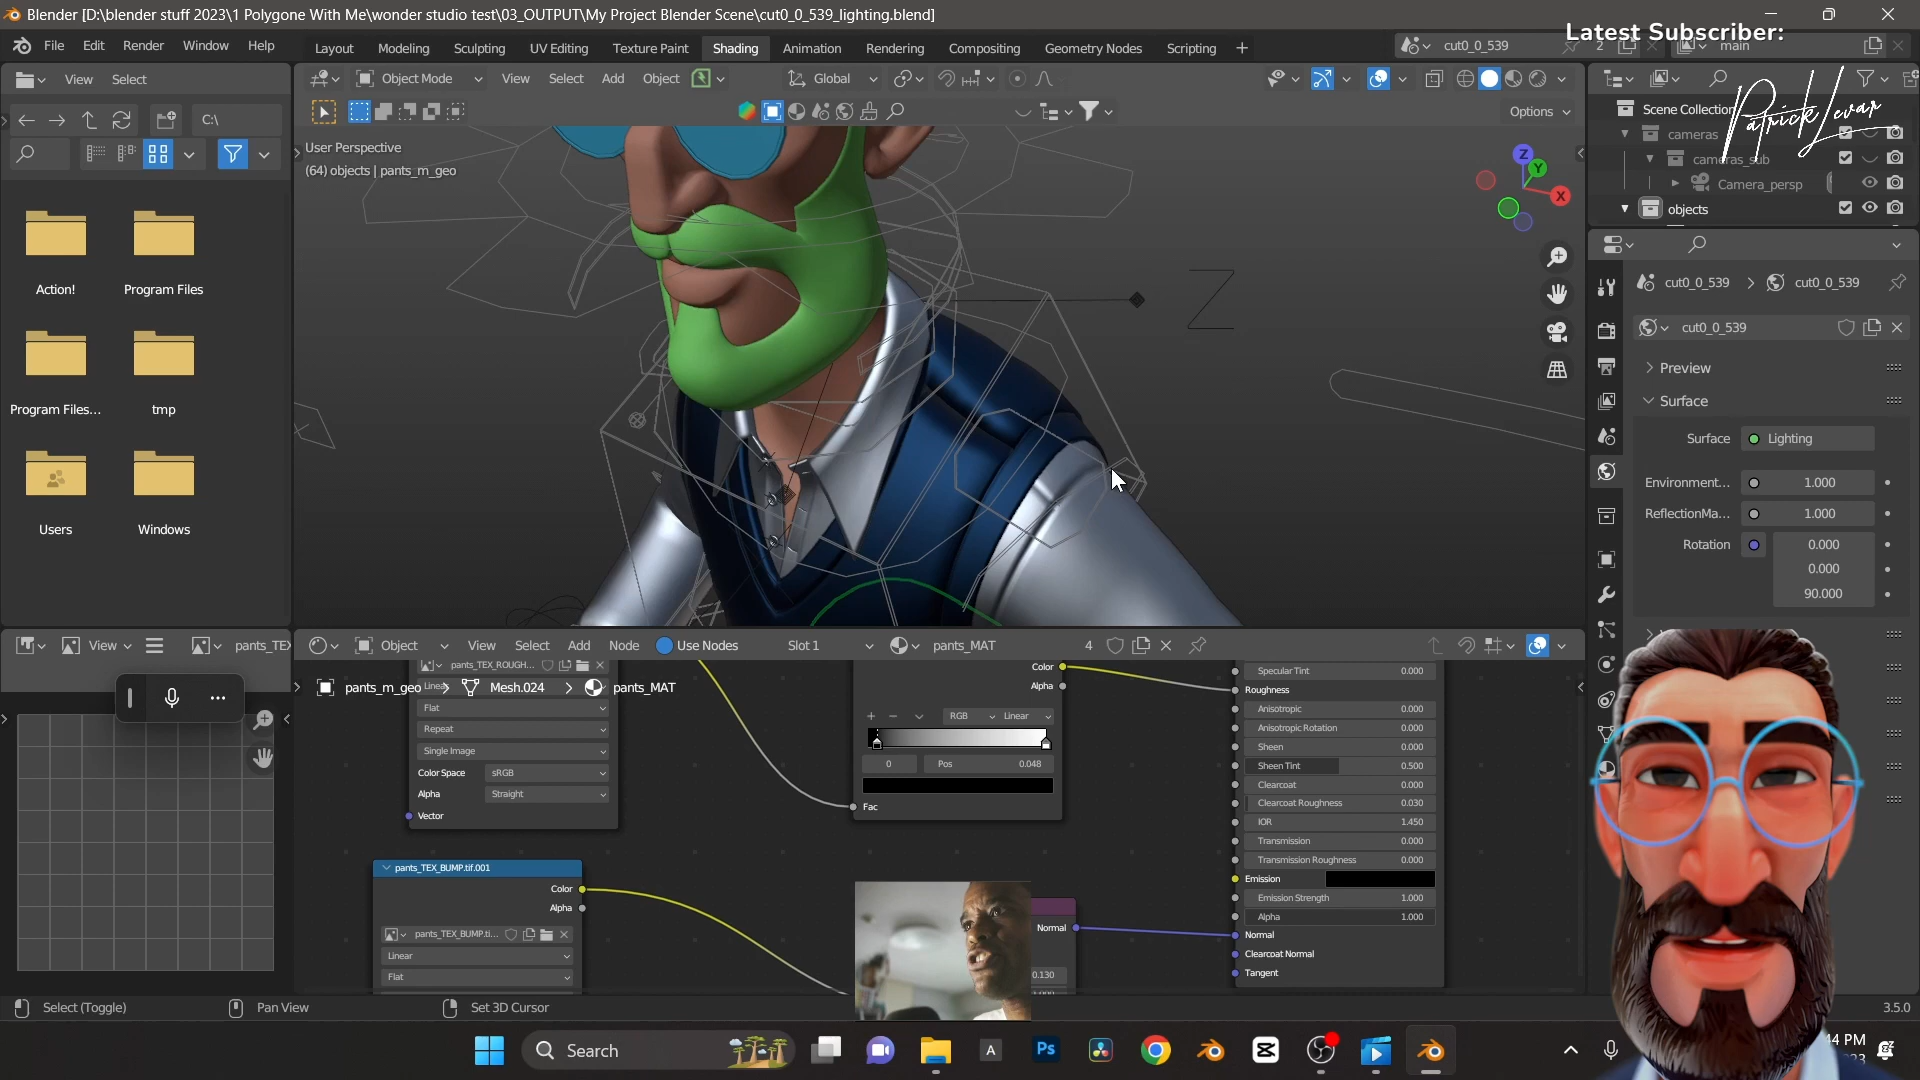 Blender [D:\blender stuff 2023\1 Polygone With Me\wonder studio test\03_OUTPUT\My Project Blender Scene\cut0_0_539_lighting.blend]
Latest Subscriber:
File Edit Render Window Help
Layout Modeling Sculpting UV Editing Texture Paint Shading Animation Rendering Compositing Geometry Nodes Scripting +
cut0_0_539 2 main
View Select
Object Mode View Select Add Object Global
C:\
Options
Patrick Levar
Scene Collection
cameras
cameras_sub
Camera_persp
objects
User Perspective
(64) objects | pants_m_geo
Z Y X
Action! Program Files
Program Files... tmp
Users Windows
cut0_0_539 > cut0_0_539
cut0_0_539
Preview
Surface
Surface Lighting
Environment... 1.000
ReflectionMa... 1.000
Rotation 0.000
0.000
90.000
View pants_TE
Object View Select Add Node Use Nodes Slot 1 pants_MAT 4
pants_TEX_ROUGH...
Linear
pants_m_geo > Mesh.024 > pants_MAT
Flat
Repeat
Single Image
Color Space sRGB
Alpha Straight
Vector
Color
Alpha
RGB Linear
0 Pos 0.048
Fac
Specular Tint 0.000
Roughness
Anisotropic 0.000
Anisotropic Rotation 0.000
Sheen 0.000
Sheen Tint 0.500
Clearcoat 0.000
Clearcoat Roughness 0.030
IOR 1.450
Transmission 0.000
Transmission Roughness 0.000
Emission
Emission Strength 1.000
Alpha 1.000
Normal
Clearcoat Normal
Tangent
pants_TEX_BUMP.tif.001
Color
Alpha
pants_TEX_BUMP.ti...
Linear
Flat
Normal
0.130
Select (Toggle) Pan View Set 3D Cursor
3.5.0
Search
A
Ps
44 PM